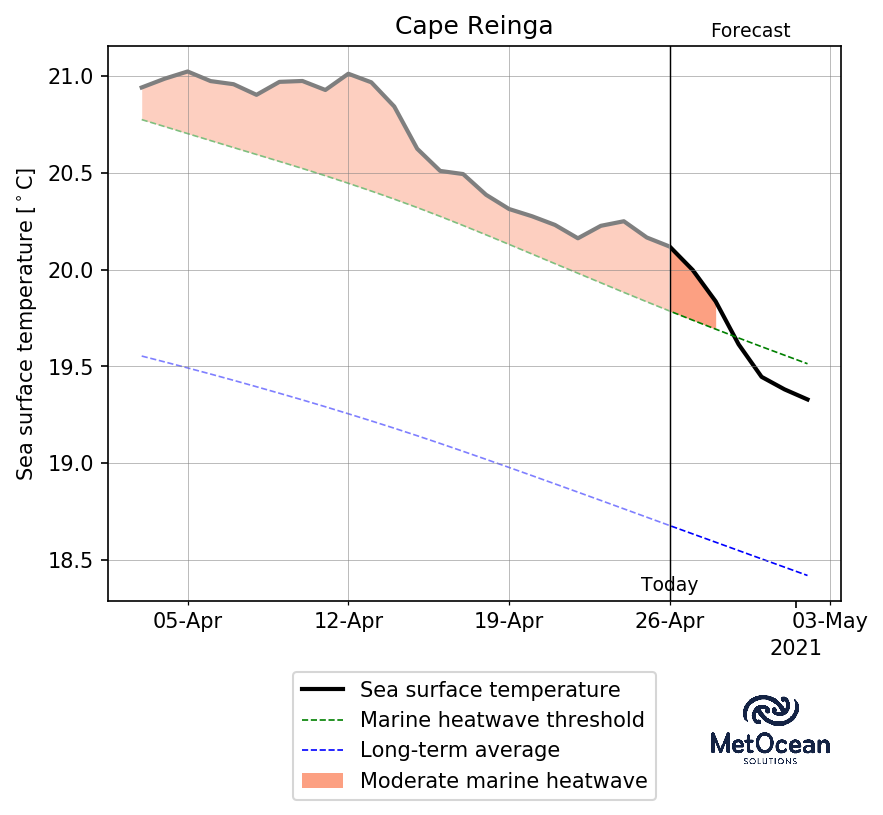 Cape Reinga
Forecast
Sea surface temperature [°C]
21.0
20.5
20.0
19.5
19.0
18.5
Today
05-Apr 12-Apr 19-Apr 26-Apr 03-May
2021
Sea surface temperature
Marine heatwave threshold
Long-term average
Moderate marine heatwave
MetOcean
SOLUTIONS